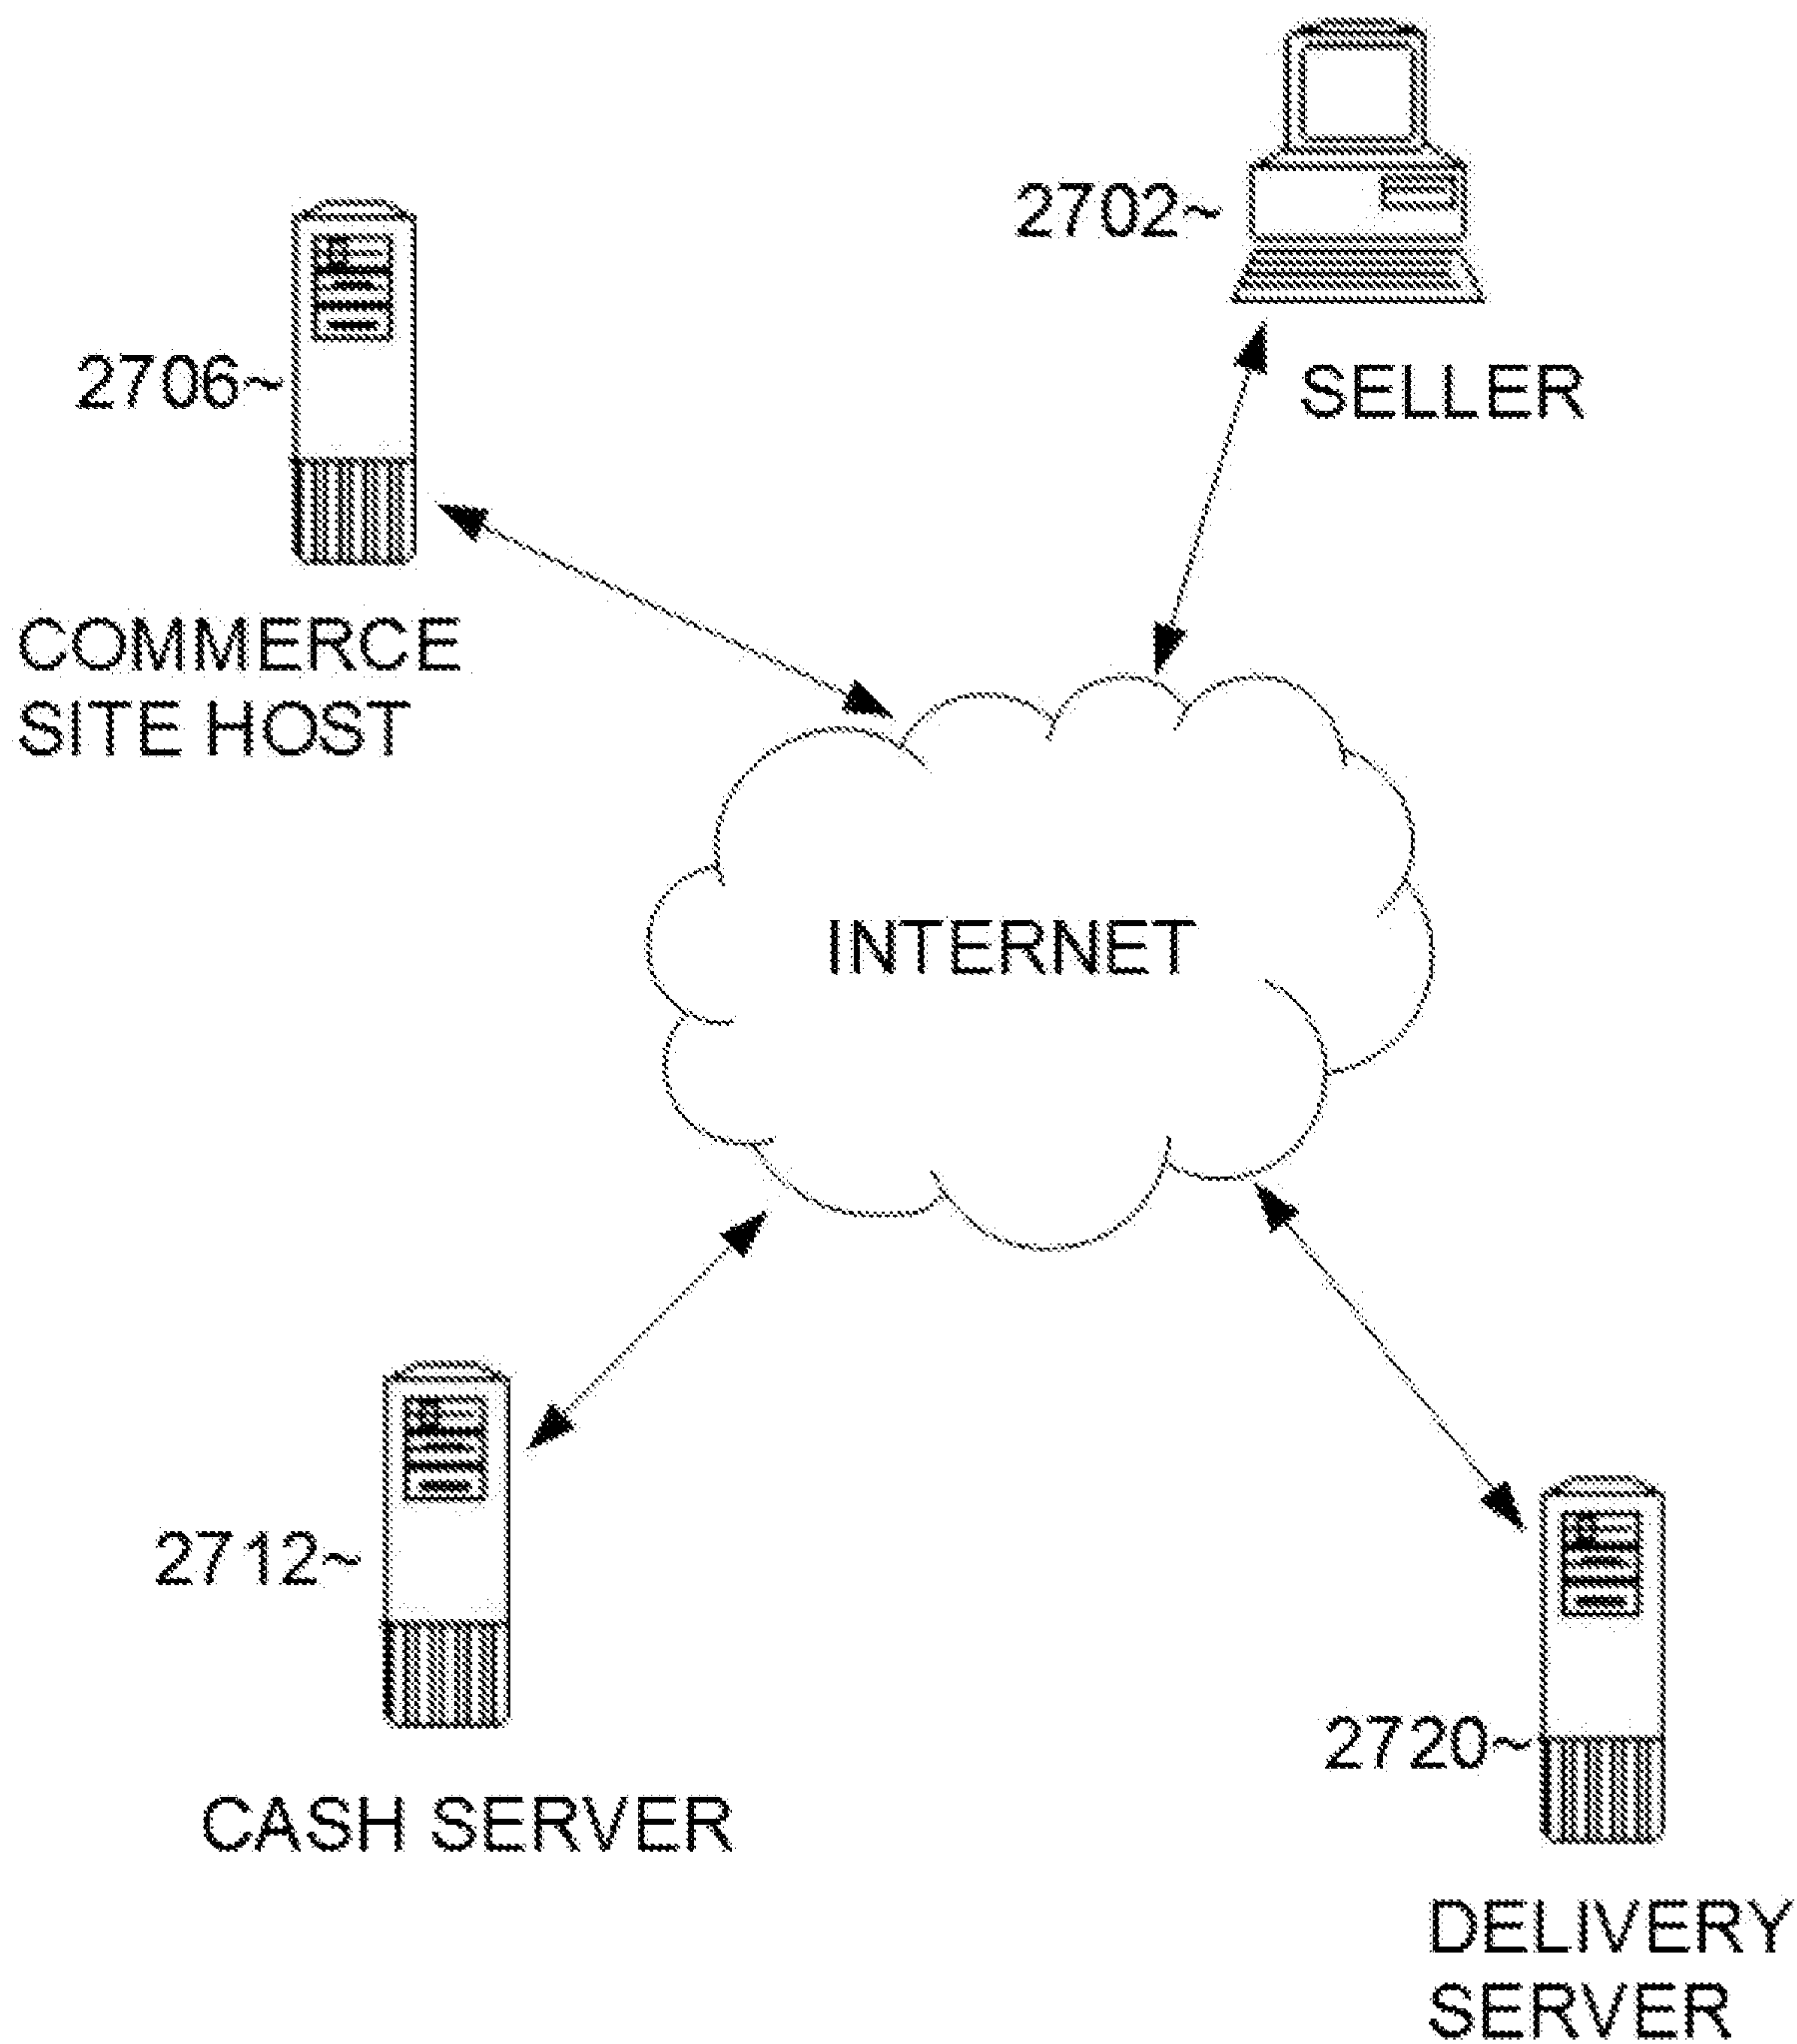 2702~
SELLER
2706~
COMMERCE
SITE HOST
INTERNET
2712~
CASH SERVER
2720~
DELIVERY
SERVER